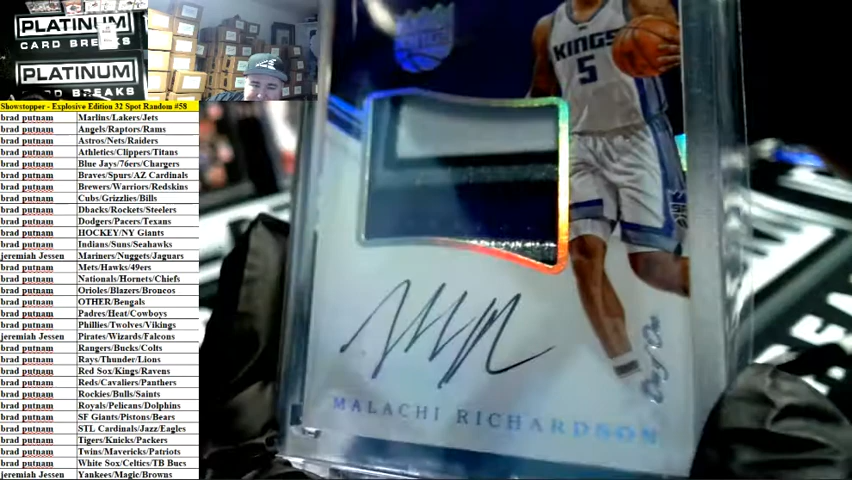 PLATINUM
CARD BREAKS
PLATINUM
D BREAKS
Showstopper - Explosive Edition 32 Spot Random #58
brad putnam Marlins/Lakers/Jets
brad putnam Angels/Raptors/Rams
brad putnam Astros/Nets/Raiders
brad putnam Athletics/Clippers/Titans
brad putnam Blue Jays/76ers/Chargers
brad putnam Braves/Spurs/AZ Cardinals
brad putnam Brewers/Warriors/Redskins
brad putnam Cubs/Grizzlies/Bills
brad putnam Dbacks/Rockets/Steelers
brad putnam Dodgers/Pacers/Texans
brad putnam HOCKEY/NY Giants
brad putnam Indians/Suns/Seahawks
jeremiah Jessen Mariners/Nuggets/Jaguars
brad putnam Mets/Hawks/49ers
brad putnam Nationals/Hornets/Chiefs
brad putnam Orioles/Blazers/Broncos
brad putnam OTHER/Bengals
brad putnam Padres/Heat/Cowboys
brad putnam Phillies/Twolves/Vikings
jeremiah Jessen Pirates/Wizards/Falcons
brad putnam Rangers/Bucks/Colts
brad putnam Rays/Thunder/Lions
brad putnam Red Sox/Kings/Ravens
brad putnam Reds/Cavaliers/Panthers
brad putnam Rockies/Bulls/Saints
brad putnam Royals/Pelicans/Dolphins
brad putnam SF Giants/Pistons/Bears
brad putnam STL Cardinals/Jazz/Eagles
brad putnam Tigers/Knicks/Packers
brad putnam Twins/Mavericks/Patriots
brad putnam White Sox/Celtics/TB Bucs
jeremiah Jessen Yankees/Magic/Browns
KINGS
5
One of One
MALACHI RICHARDSON